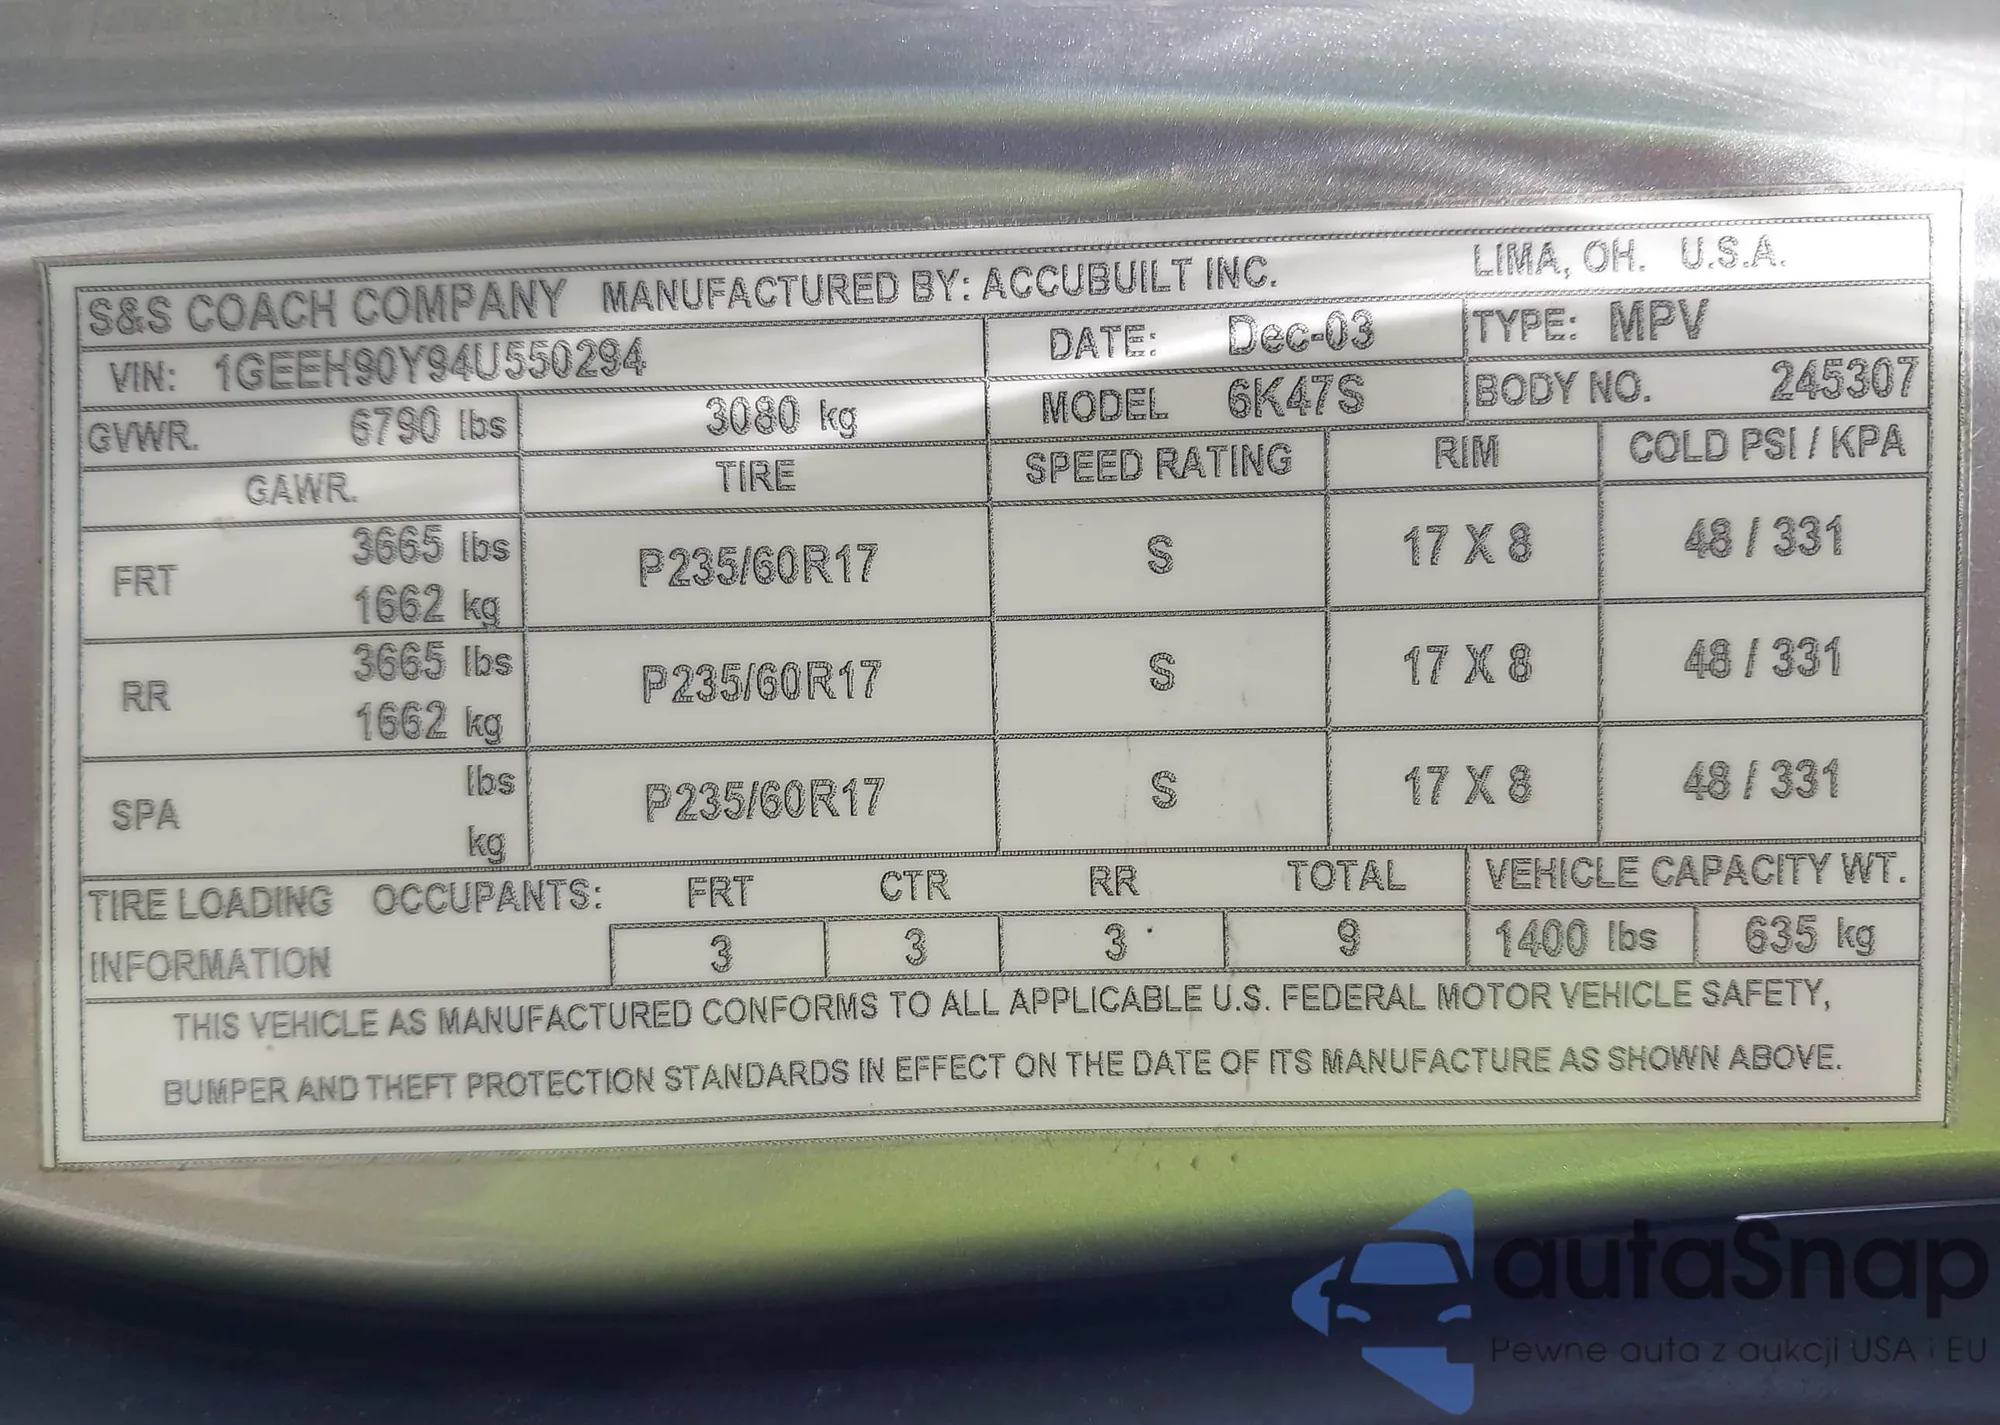 S&S COACH COMPANY MANUFACTURED BY: ACCUBUILT INC. LIMA, OH. U.S.A.
VIN: 1GEEH90Y94U550294 DATE: Dec-03 TYPE: MPV
GVWR. 6790 lbs 3080 kg MODEL 6K47S BODY NO. 245307
GAWR. TIRE SPEED RATING RIM COLD PSI / KPA
FRT 3665 lbs P235/60R17 S 17 X 8 48 / 331
1662 kg
RR 3665 lbs P235/60R17 S 17 X 8 48 / 331
1662 kg
SPA lbs P235/60R17 S 17 X 8 48 / 331
kg
TIRE LOADING OCCUPANTS: FRT CTR RR TOTAL VEHICLE CAPACITY WT.
INFORMATION 3 3 3 9 1400 lbs 635 kg
THIS VEHICLE AS MANUFACTURED CONFORMS TO ALL APPLICABLE U.S. FEDERAL MOTOR VEHICLE SAFETY,
BUMPER AND THEFT PROTECTION STANDARDS IN EFFECT ON THE DATE OF ITS MANUFACTURE AS SHOWN ABOVE.
autaSnap
Pewne auta z aukcji USA i EU